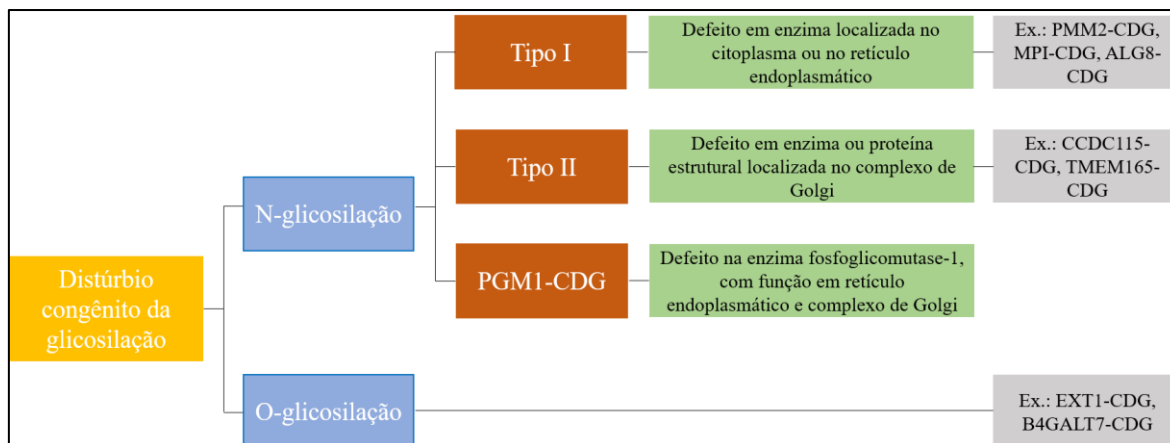 Tipo I
Defeito em enzima localizada no
citoplasma ou no retículo
endoplasmático
Ex.: PMM2-CDG,
MPI-CDG, ALG8-
CDG
Tipo II
Defeito em enzima ou proteína
estrutural localizada no complexo de
Golgi
Ex.: CCDC115-
CDG, TMEM165-
CDG
N-glicosilação
PGM1-CDG
Defeito na enzima fosfoglicomutase-1,
com função em retículo
endoplasmático e complexo de Golgi
Distúrbio
congênito da
glicosilação
O-glicosilação
Ex.: EXT1-CDG,
B4GALT7-CDG